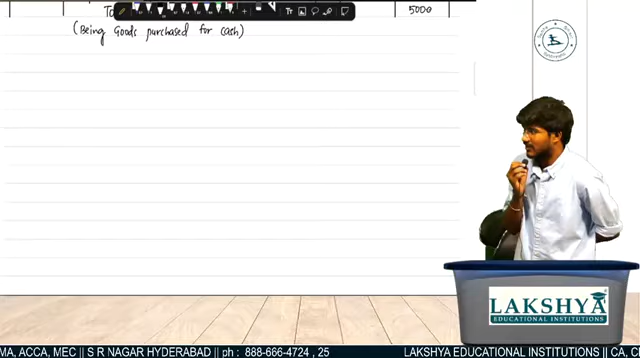 To
5000
(Being Goods purchased for cash)
Tr
LAKSHYA
EDUCATIONAL INSTITUTIONS
MA, ACCA, MEC || S R NAGAR HYDERABAD || ph : 888-666-4724 , 25 LAKSHYA EDUCATIONAL INSTITUTIONS || CA, C